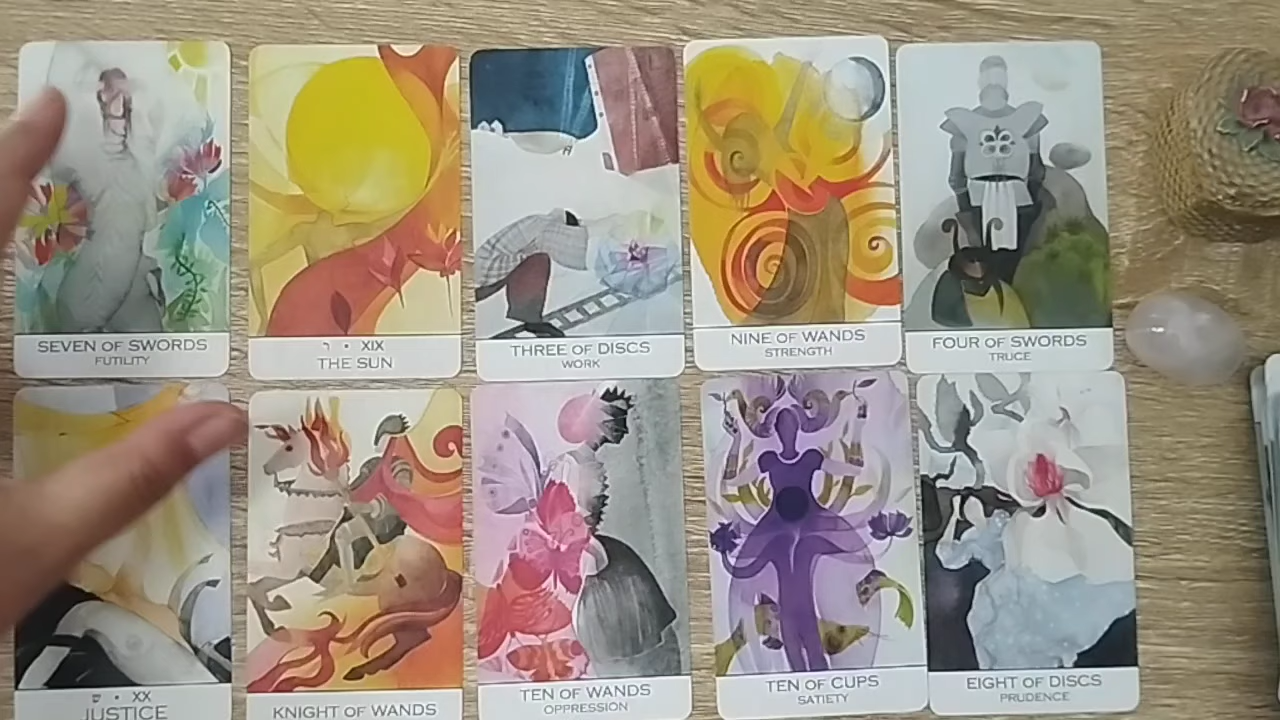 SEVEN OF SWORDS
FUTILITY
ר • XIX
THE SUN
THREE OF DISCS
WORK
NINE OF WANDS
STRENGTH
FOUR OF SWORDS
TRUCE
• XX
JUSTICE
KNIGHT OF WANDS
TEN OF WANDS
OPPRESSION
TEN OF CUPS
SATIETY
EIGHT OF DISCS
PRUDENCE